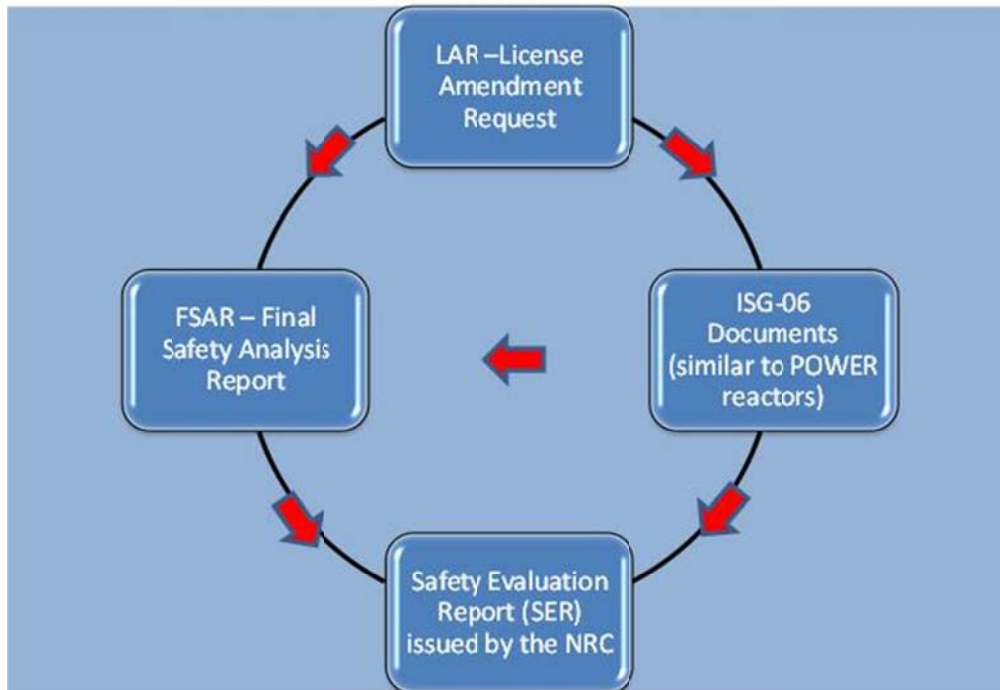 LAR –License
Amendment
Request
FSAR – Final
Safety Analysis
Report
ISG-06
Documents
(similar to POWER
reactors)
Safety Evaluation
Report (SER)
issued by the NRC